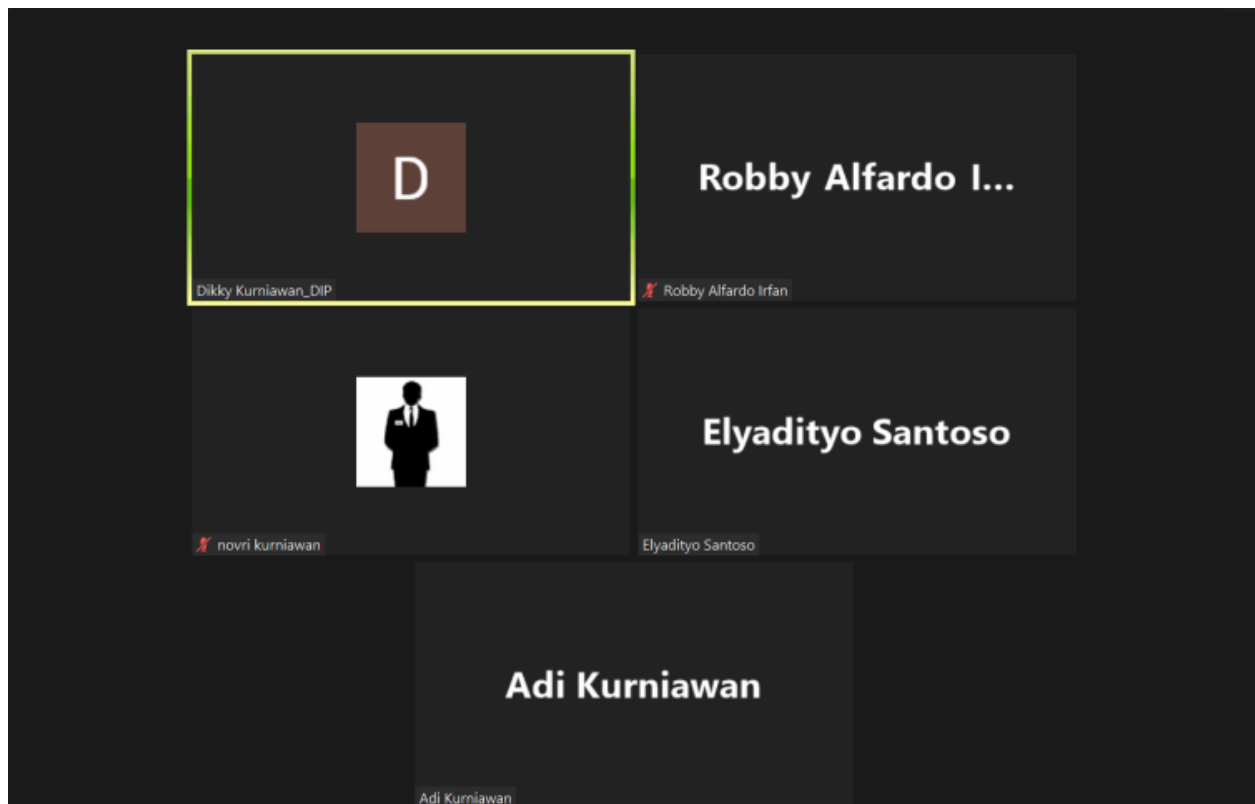 D
Dikky Kurniawan_DIP
Robby Alfardo I...
Robby Alfardo Irfan
novri kurniawan
Elyadityo Santoso
Elyadityo Santoso
Adi Kurniawan
Adi Kurniawan